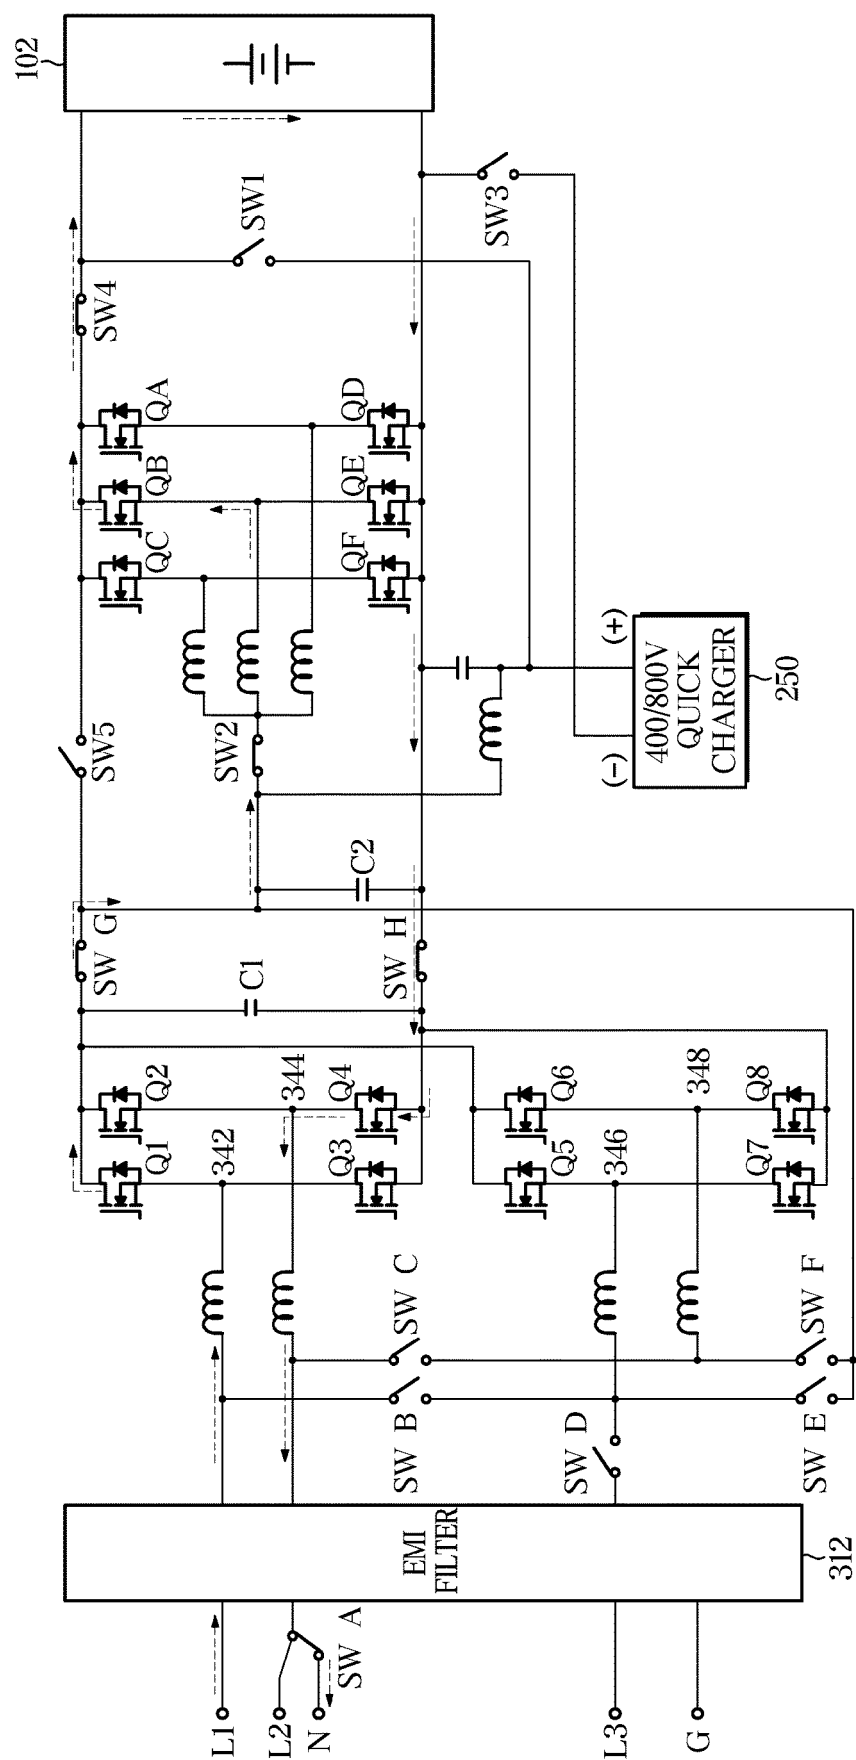 102
SW1
SW3
SW4
QA
QD
QB
QE
QC
QF
SW5
SW2
(+)
(-)
400/800V
QUICK
CHARGER
250
C2
SW G
SW H
C1
Q2
344
Q4
Q6
348
Q8
Q1
342
Q3
Q5
346
Q7
SW C
SW F
SW B
SW D
SW E
EMI
FILTER
312
SW A
L1
L2
N
L3
G